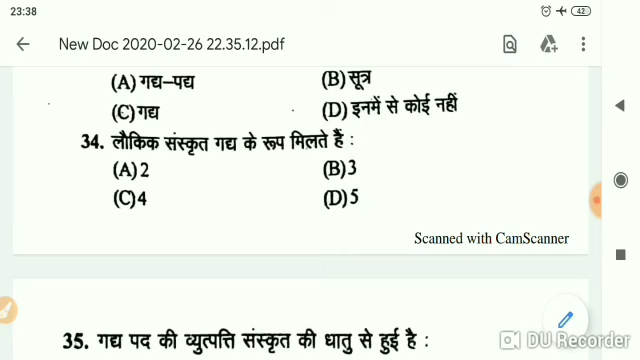 23:38
42
New Doc 2020-02-26 22.35.12.pdf
(A) गद्य–पद्य (B) सूत्र
(C) गद्य (D) इनमें से कोई नहीं
34. लौकिक संस्कृत गद्य के रूप मिलते हैं :
(A) 2 (B) 3
(C) 4 (D) 5
Scanned with CamScanner
35. गद्य पद की व्युत्पत्ति संस्कृत की धातु से हुई है :
DU Recorder